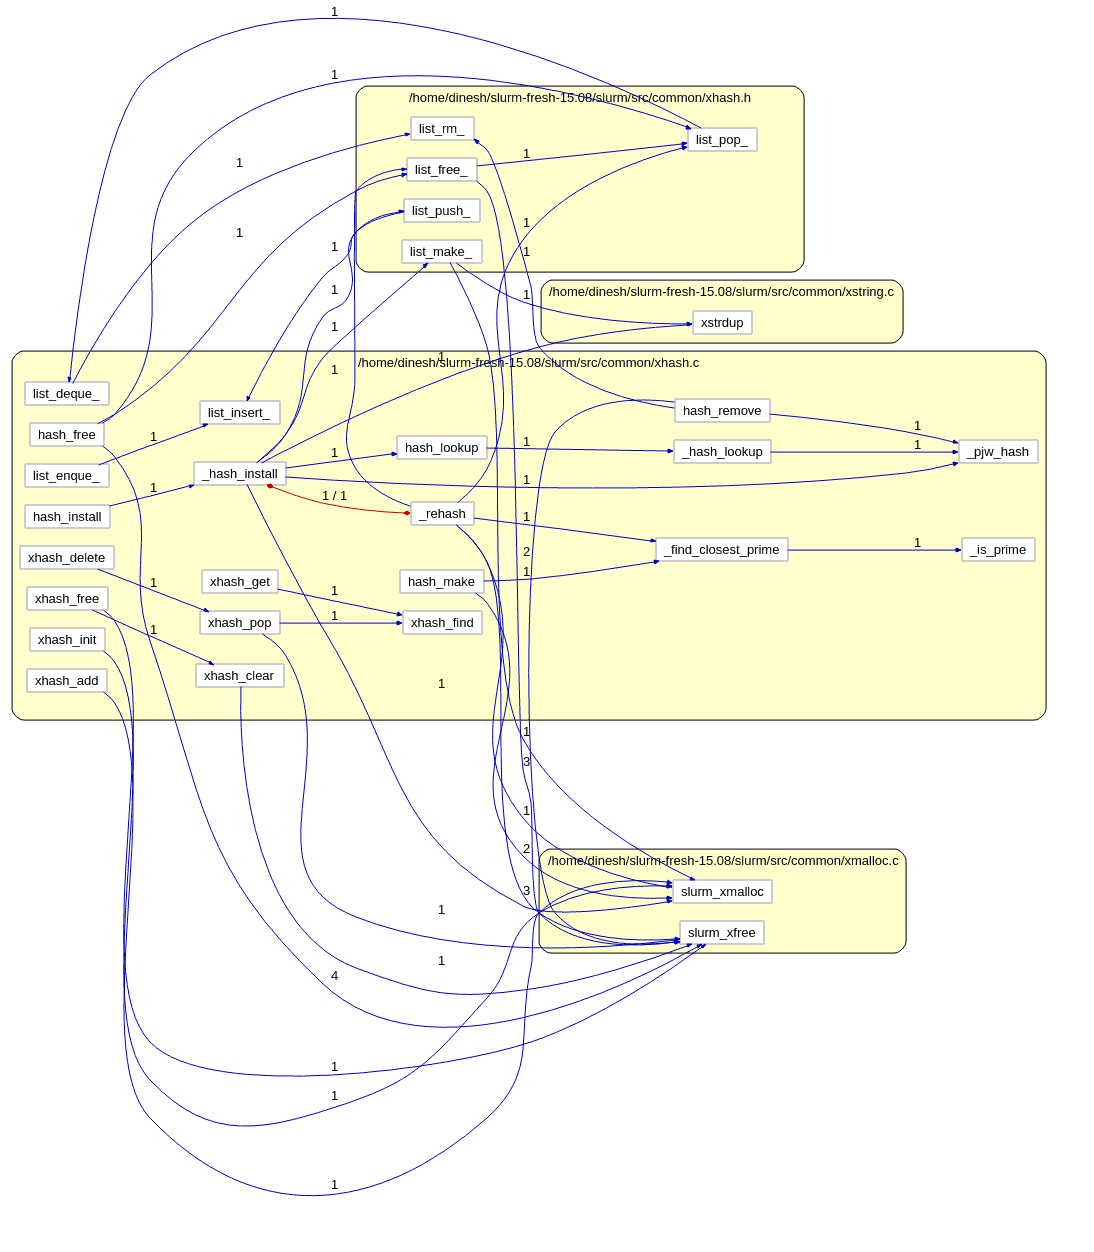 1
1
/home/dinesh/slurm-fresh-15.08/slurm/src/common/xhash.h
list_rm_
list_pop_
1
1
list_free_
list_push_
1
1
1
list_make_
1
1
1
/home/dinesh/slurm-fresh-15.08/slurm/src/common/xstring.c
xstrdup
1
1
1
/home/dinesh/slurm-fresh-15.08/slurm/src/common/xhash.c
1
list_deque_
list_insert_
hash_remove
hash_free
1
1
hash_lookup
1
_hash_lookup
1
_pjw_hash
1
list_enque_
_hash_install
1
1
1 / 1
hash_install
_rehash
1
xhash_delete
_find_closest_prime
1
_is_prime
2
1
1
xhash_get
1
hash_make
xhash_free
xhash_pop
1
xhash_find
1
xhash_init
xhash_clear
xhash_add
1
1
3
1
2
/home/dinesh/slurm-fresh-15.08/slurm/src/common/xmalloc.c
3
slurm_xmalloc
1
slurm_xfree
1
4
1
1
1